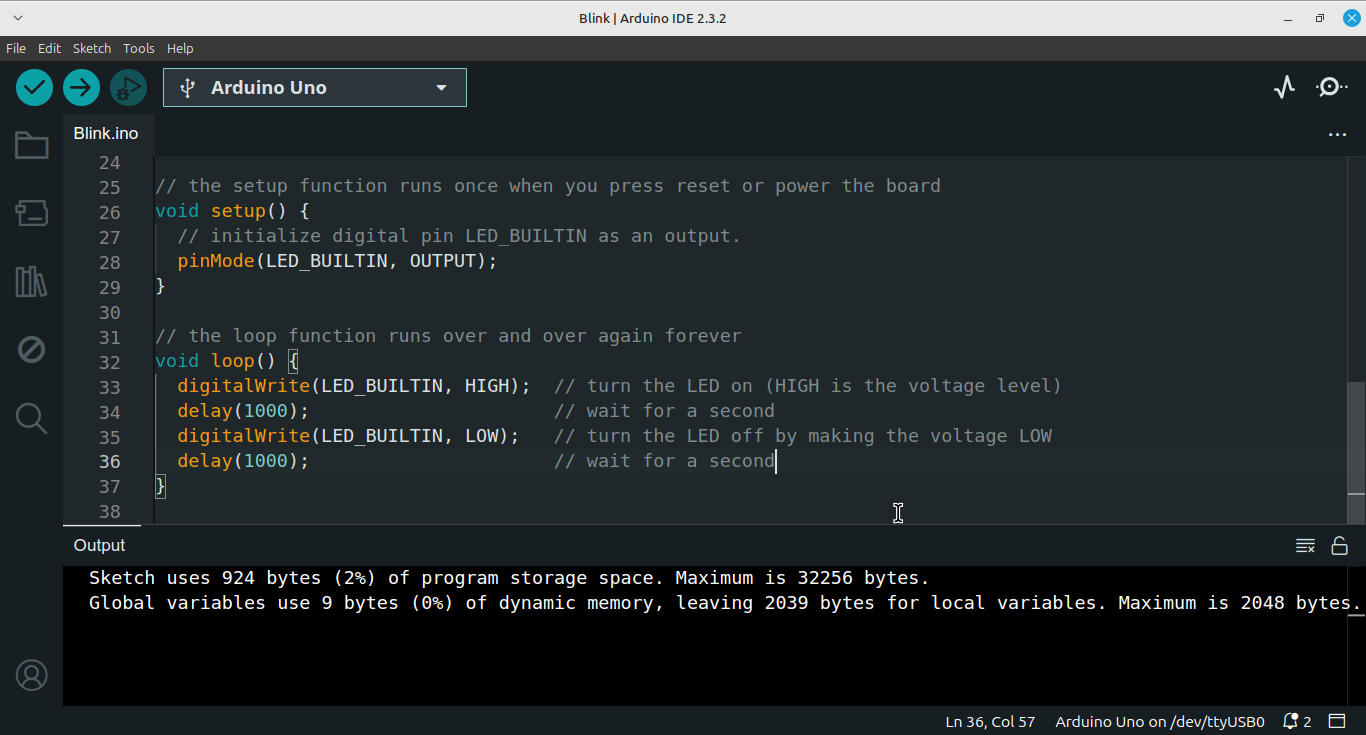 Blink | Arduino IDE 2.3.2
File Edit Sketch Tools Help
Arduino Uno
Blink.ino
24
25 // the setup function runs once when you press reset or power the board
26 void setup() {
27   // initialize digital pin LED_BUILTIN as an output.
28   pinMode(LED_BUILTIN, OUTPUT);
29 }
30
31 // the loop function runs over and over again forever
32 void loop() {
33   digitalWrite(LED_BUILTIN, HIGH);  // turn the LED on (HIGH is the voltage level)
34   delay(1000);                      // wait for a second
35   digitalWrite(LED_BUILTIN, LOW);   // turn the LED off by making the voltage LOW
36   delay(1000);                      // wait for a second
37 }
38
Output
Sketch uses 924 bytes (2%) of program storage space. Maximum is 32256 bytes.
Global variables use 9 bytes (0%) of dynamic memory, leaving 2039 bytes for local variables. Maximum is 2048 bytes.
Ln 36, Col 57 Arduino Uno on /dev/ttyUSB0 2